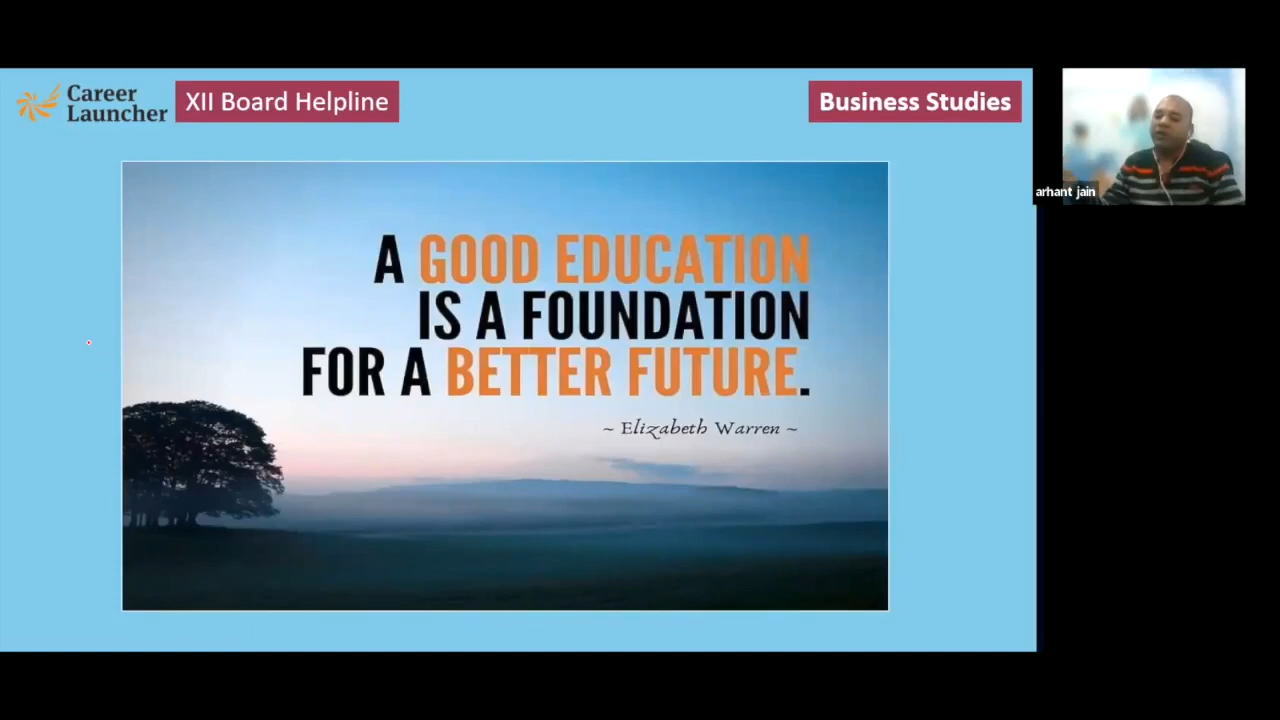 Career
Launcher
XII Board Helpline
Business Studies
A GOOD EDUCATION
IS A FOUNDATION
FOR A BETTER FUTURE.
~ Elizabeth Warren ~
arhant jain